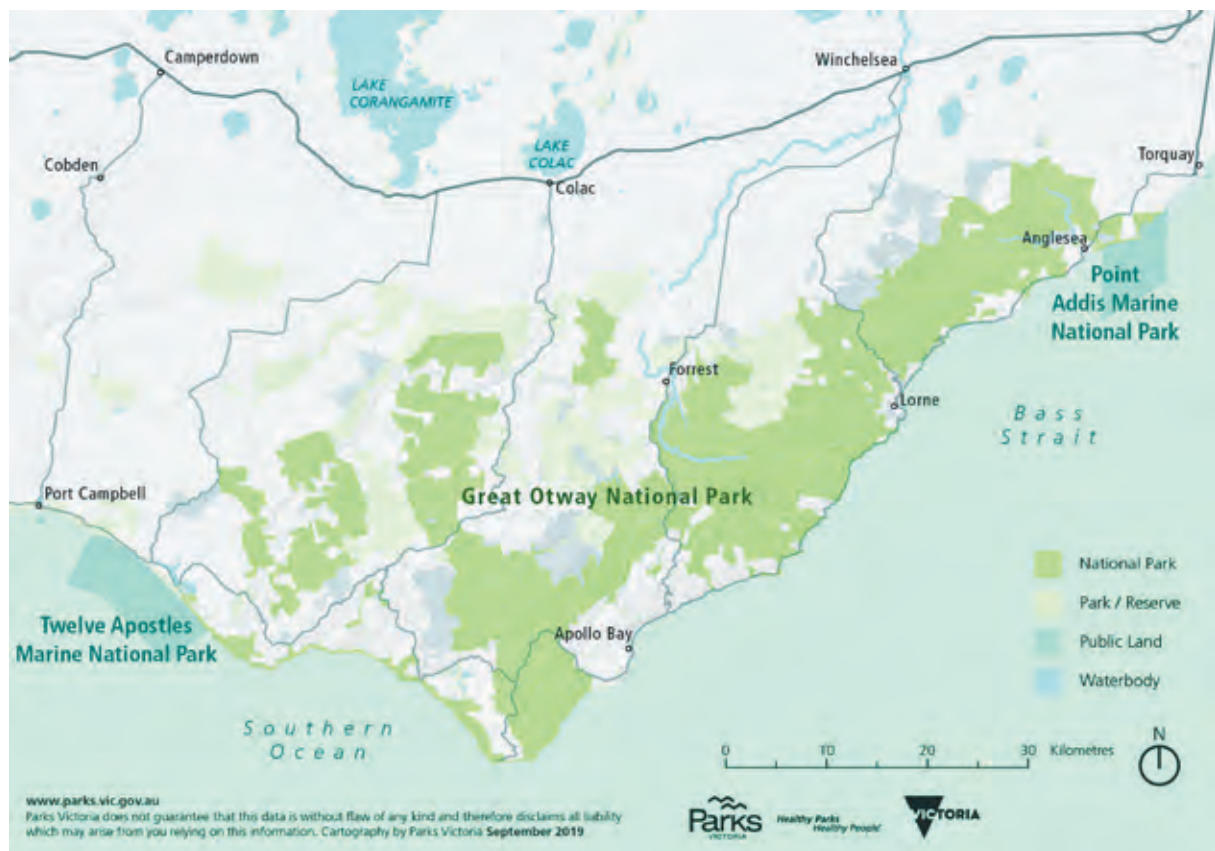 Camperdown
Winchelsea
LAKE
CORANGAMITE
LAKE
COLAC
Cobden
Torquay
Colac
Anglesea
Point
Addis Marine
National Park
Forrest
Lorne
Bass
Strait
Port Campbell
Great Otway National Park
National Park
Park / Reserve
Public Land
Waterbody
Twelve Apostles
Marine National Park
Apollo Bay
Southern
Ocean
0 10 20 30 Kilometres
N
www.parks.vic.gov.au
Parks Victoria does not guarantee that this data is without flaw of any kind and therefore disclaims all liability
which may arise from you relying on this information. Cartography by Parks Victoria September 2019
Parks
VICTORIA
Healthy Parks
Healthy People
VICTORIA